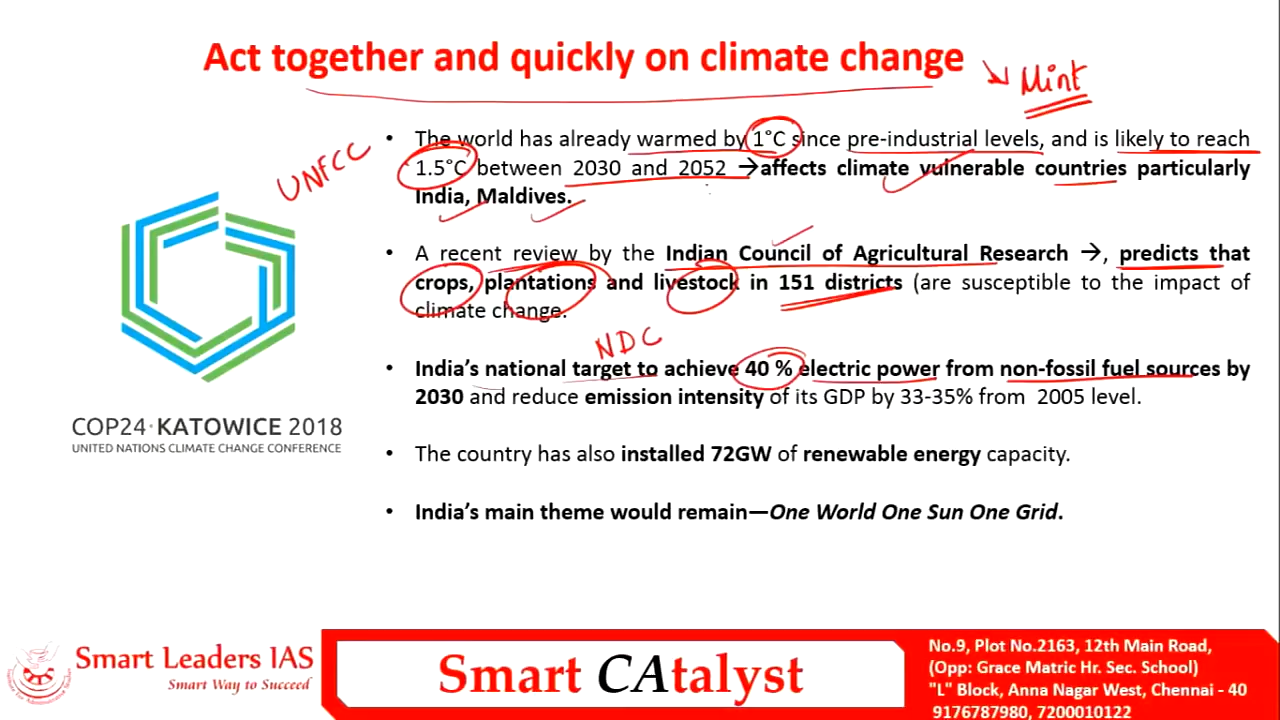 Act together and quickly on climate change
Mint
• The world has already warmed by 1°C since pre-industrial levels, and is likely to reach
1.5°C between 2030 and 2052 →affects climate vulnerable countries particularly
India, Maldives.
UNFCC
• A recent review by the Indian Council of Agricultural Research →, predicts that
crops, plantations and livestock in 151 districts (are susceptible to the impact of
climate change.
NDC
• India's national target to achieve 40 % electric power from non-fossil fuel sources by
2030 and reduce emission intensity of its GDP by 33-35% from 2005 level.
COP24·KATOWICE 2018
UNITED NATIONS CLIMATE CHANGE CONFERENCE
• The country has also installed 72GW of renewable energy capacity.
• India's main theme would remain—One World One Sun One Grid.
Smart Leaders IAS
Smart Way to Succeed
Smart CAtalyst
No.9, Plot No.2163, 12th Main Road,
(Opp: Grace Matric Hr. Sec. School)
"L" Block, Anna Nagar West, Chennai - 40
9176787980, 7200010122